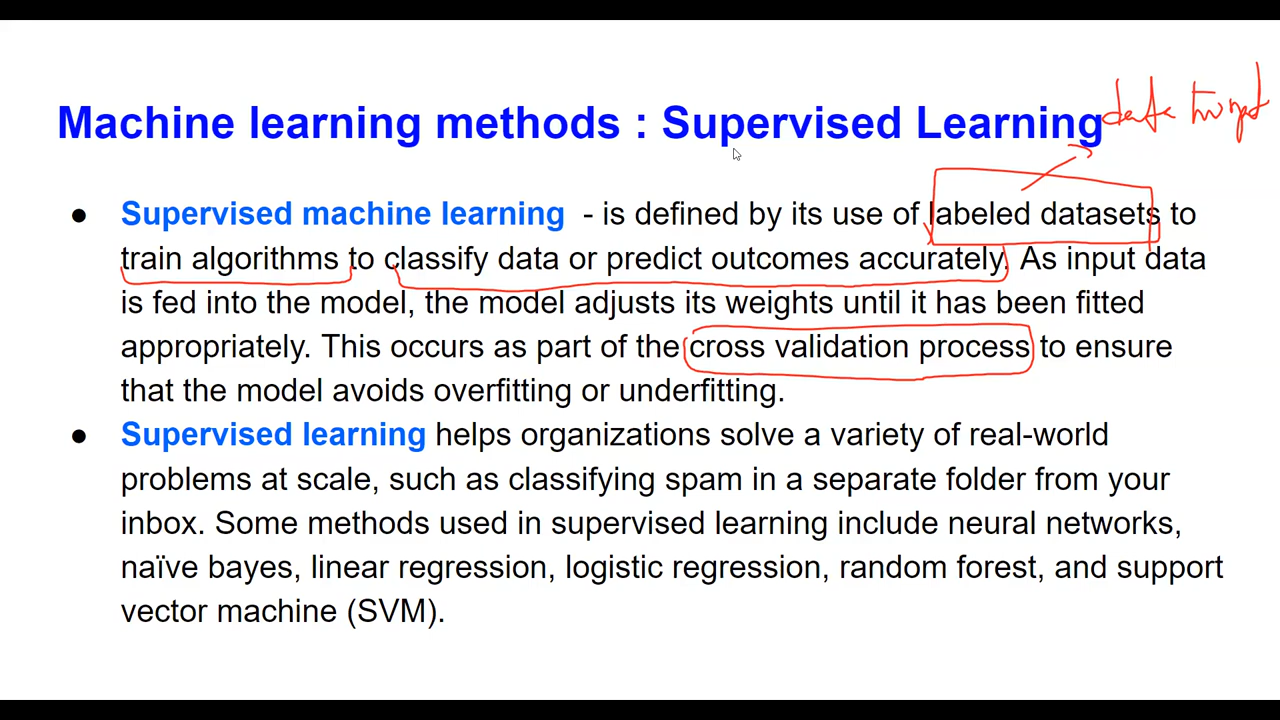 Machine learning methods : Supervised Learning
data target
● Supervised machine learning - is defined by its use of labeled datasets to
train algorithms to classify data or predict outcomes accurately. As input data
is fed into the model, the model adjusts its weights until it has been fitted
appropriately. This occurs as part of the cross validation process to ensure
that the model avoids overfitting or underfitting.
● Supervised learning helps organizations solve a variety of real-world
problems at scale, such as classifying spam in a separate folder from your
inbox. Some methods used in supervised learning include neural networks,
naïve bayes, linear regression, logistic regression, random forest, and support
vector machine (SVM).